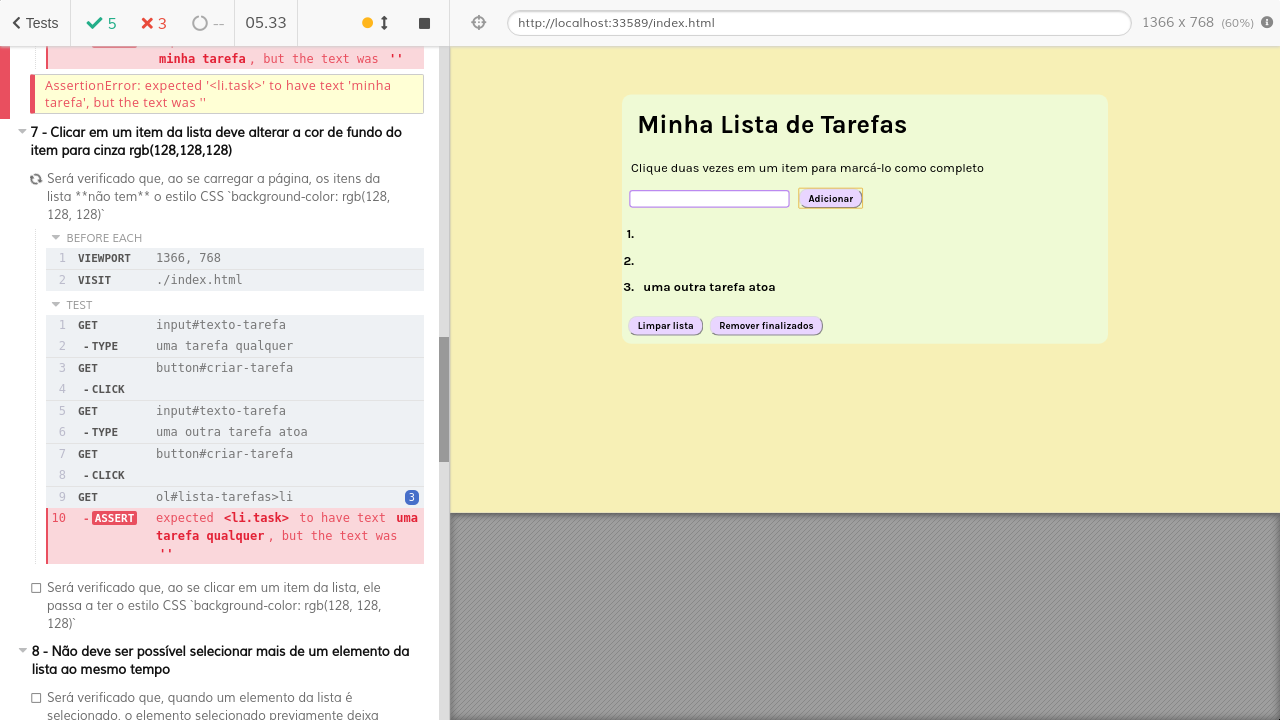 Tests
5
3
--
05.33
http://localhost:33589/index.html
1366 x 768 (60%)
minha tarefa, but the text was ''
AssertionError: expected '<li.task>' to have text 'minha
tarefa', but the text was ''
7 - Clicar em um item da lista deve alterar a cor de fundo do
item para cinza rgb(128,128,128)
Será verificado que, ao se carregar a página, os itens da
lista **não tem** o estilo CSS `background-color: rgb(128,
128, 128)`
BEFORE EACH
1 VIEWPORT 1366, 768
2 VISIT ./index.html
TEST
1 GET input#texto-tarefa
2 - TYPE uma tarefa qualquer
3 GET button#criar-tarefa
4 - CLICK
5 GET input#texto-tarefa
6 - TYPE uma outra tarefa atoa
7 GET button#criar-tarefa
8 - CLICK
9 GET ol#lista-tarefas>li 3
10 - ASSERT expected <li.task> to have text uma
tarefa qualquer, but the text was
''
Será verificado que, ao se clicar em um item da lista, ele
passa a ter o estilo CSS `background-color: rgb(128, 128,
128)`
8 - Não deve ser possível selecionar mais de um elemento da
lista ao mesmo tempo
Será verificado que, quando um elemento da lista é
selecionado, o elemento selecionado previamente deixa
Minha Lista de Tarefas
Clique duas vezes em um item para marcá-lo como completo
Adicionar
1.
2.
3. uma outra tarefa atoa
Limpar lista
Remover finalizados